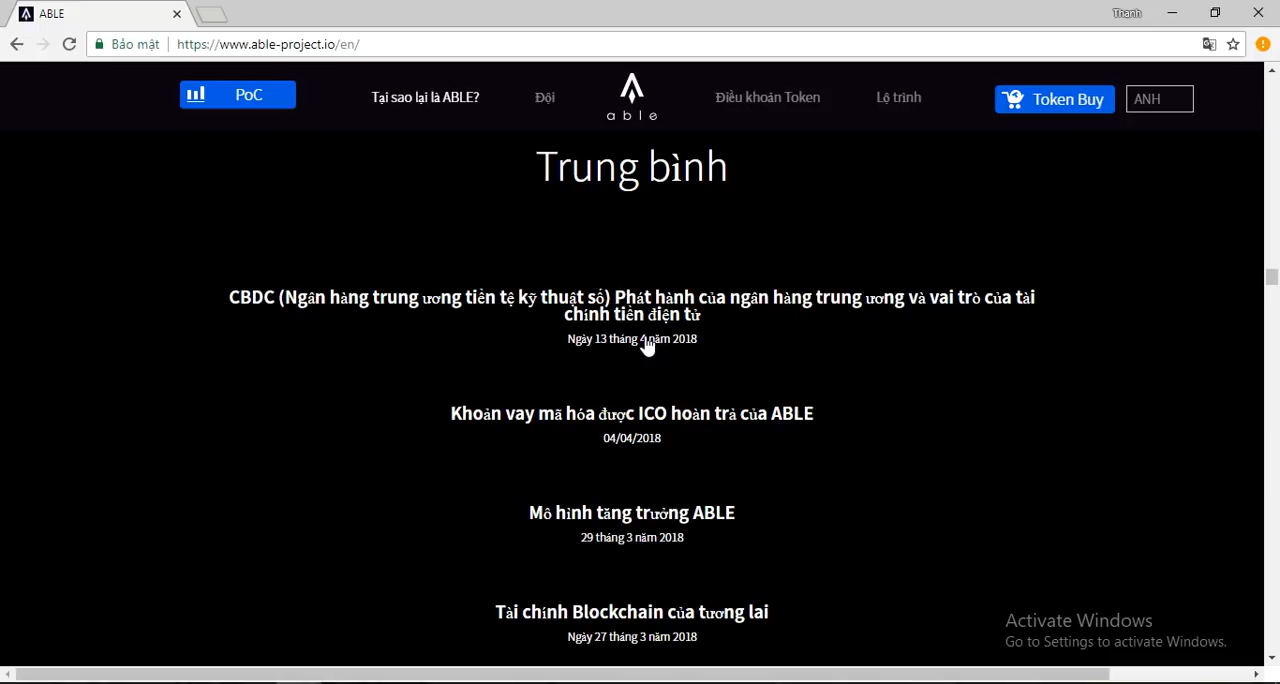 ABLE
Thanh
Bảo mật
https://www.able-project.io/en/
PoC
Tại sao lại là ABLE?
Đội
able
Điều khoản Token
Lộ trình
Token Buy
ANH
Trung bình
CBDC (Ngân hàng trung ương tiền tệ kỹ thuật số) Phát hành của ngân hàng trung ương và vai trò của tài
chính tiền điện tử
Ngày 13 tháng 4 năm 2018
Khoản vay mã hóa được ICO hoàn trả của ABLE
04/04/2018
Mô hình tăng trưởng ABLE
29 tháng 3 năm 2018
Tài chính Blockchain của tương lai
Ngày 27 tháng 3 năm 2018
Activate Windows
Go to Settings to activate Windows.